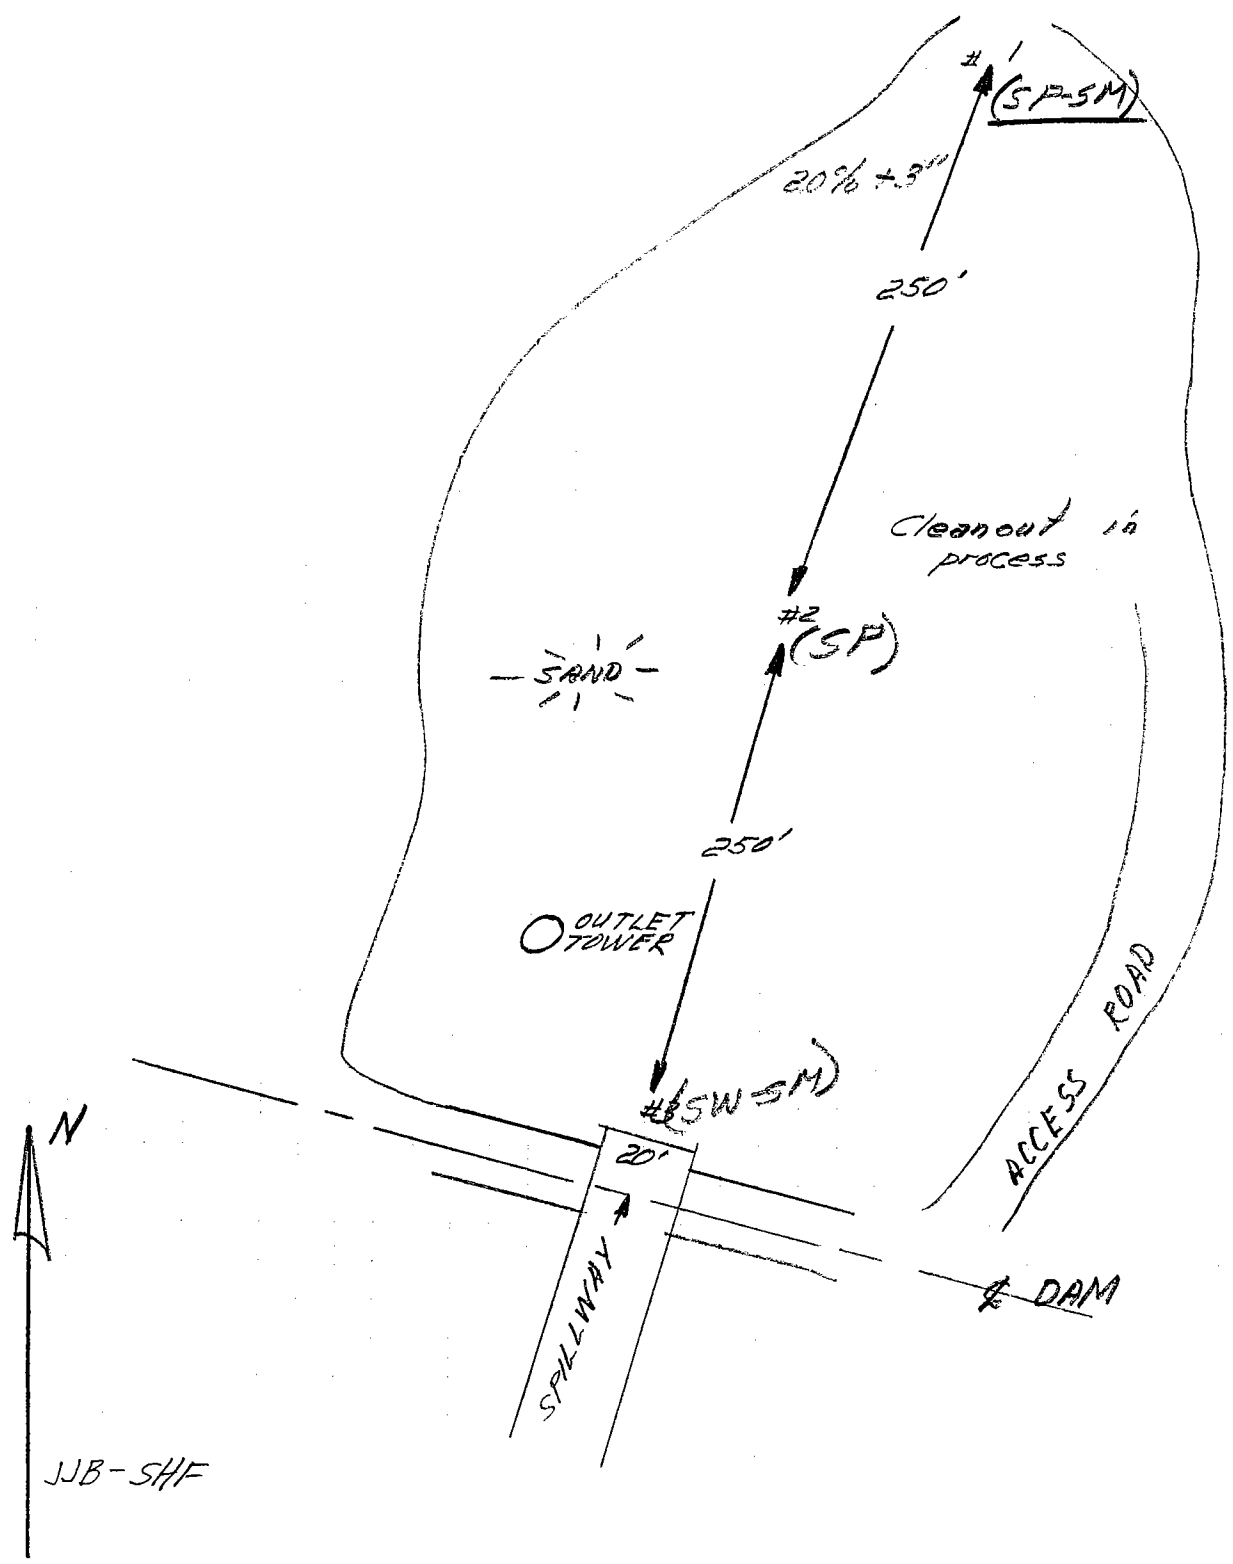 # 1
(SP-SM)
20% +3"
250'
Cleanout in
process
#2
(SP)
SAND
250'
OUTLET
TOWER
#3 (SW-SM)
20'
ACCESS ROAD
SPILLWAY
℄ DAM
N
JJB-SHF